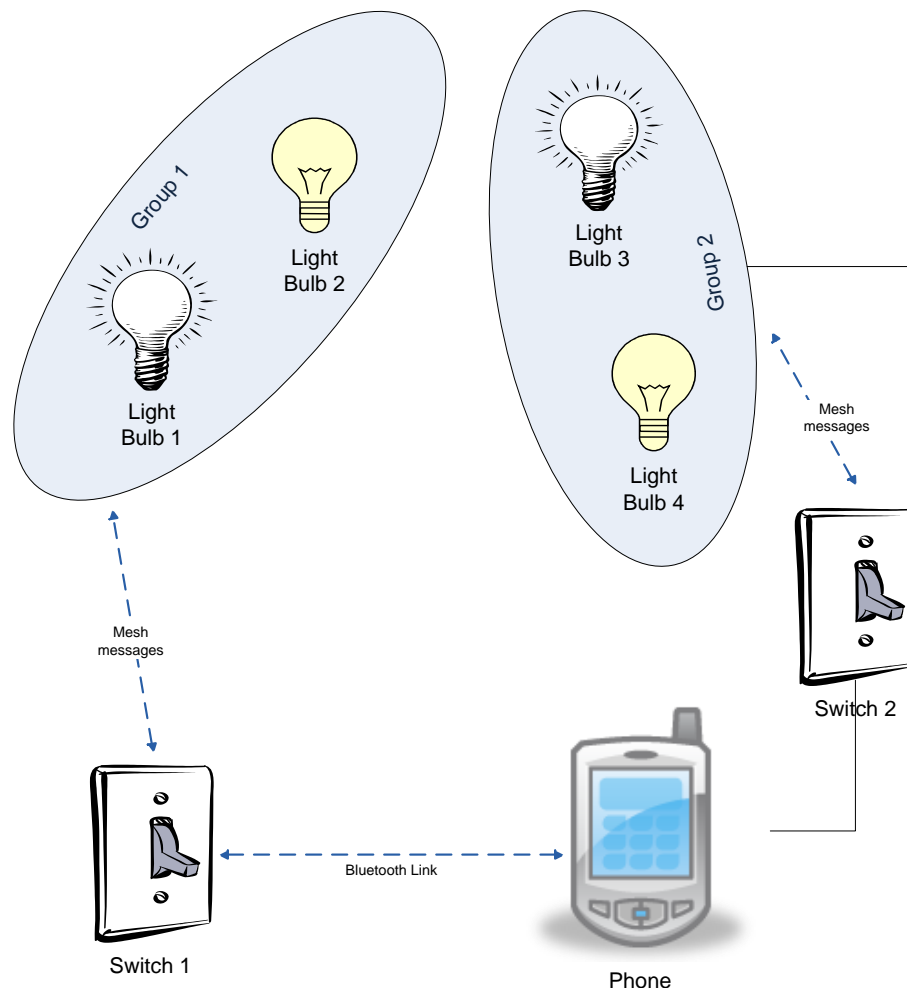 Group 1
Light
Bulb 2
Light
Bulb 1
Light
Bulb 3
Group 2
Light
Bulb 4
Mesh
messages
Mesh
messages
Switch 2
Bluetooth Link
Switch 1
Phone